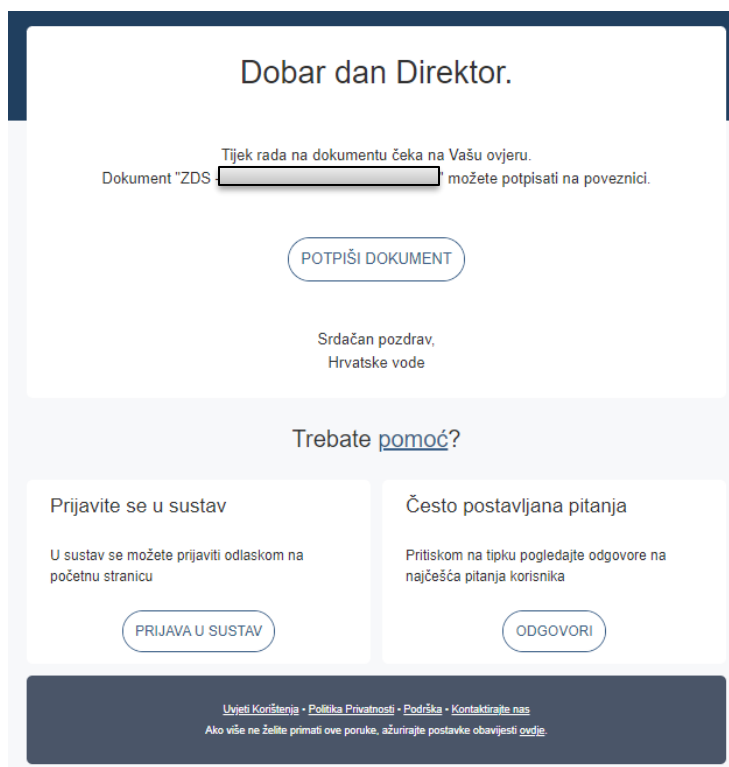 Dobar dan Direktor.
Tijek rada na dokumentu čeka na Vašu ovjeru.
Dokument "ZDS - " možete potpisati na poveznici.
POTPIŠI DOKUMENT
Srdačan pozdrav,
Hrvatske vode
Trebate pomoć?
Prijavite se u sustav
U sustav se možete prijaviti odlaskom na
početnu stranicu
PRIJAVA U SUSTAV
Često postavljana pitanja
Pritiskom na tipku pogledajte odgovore na
najčešća pitanja korisnika
ODGOVORI
Uvjeti Korištenja • Politika Privatnosti • Podrška • Kontaktirajte nas
Ako više ne želite primati ove poruke, ažurirajte postavke obavijesti ovdje.